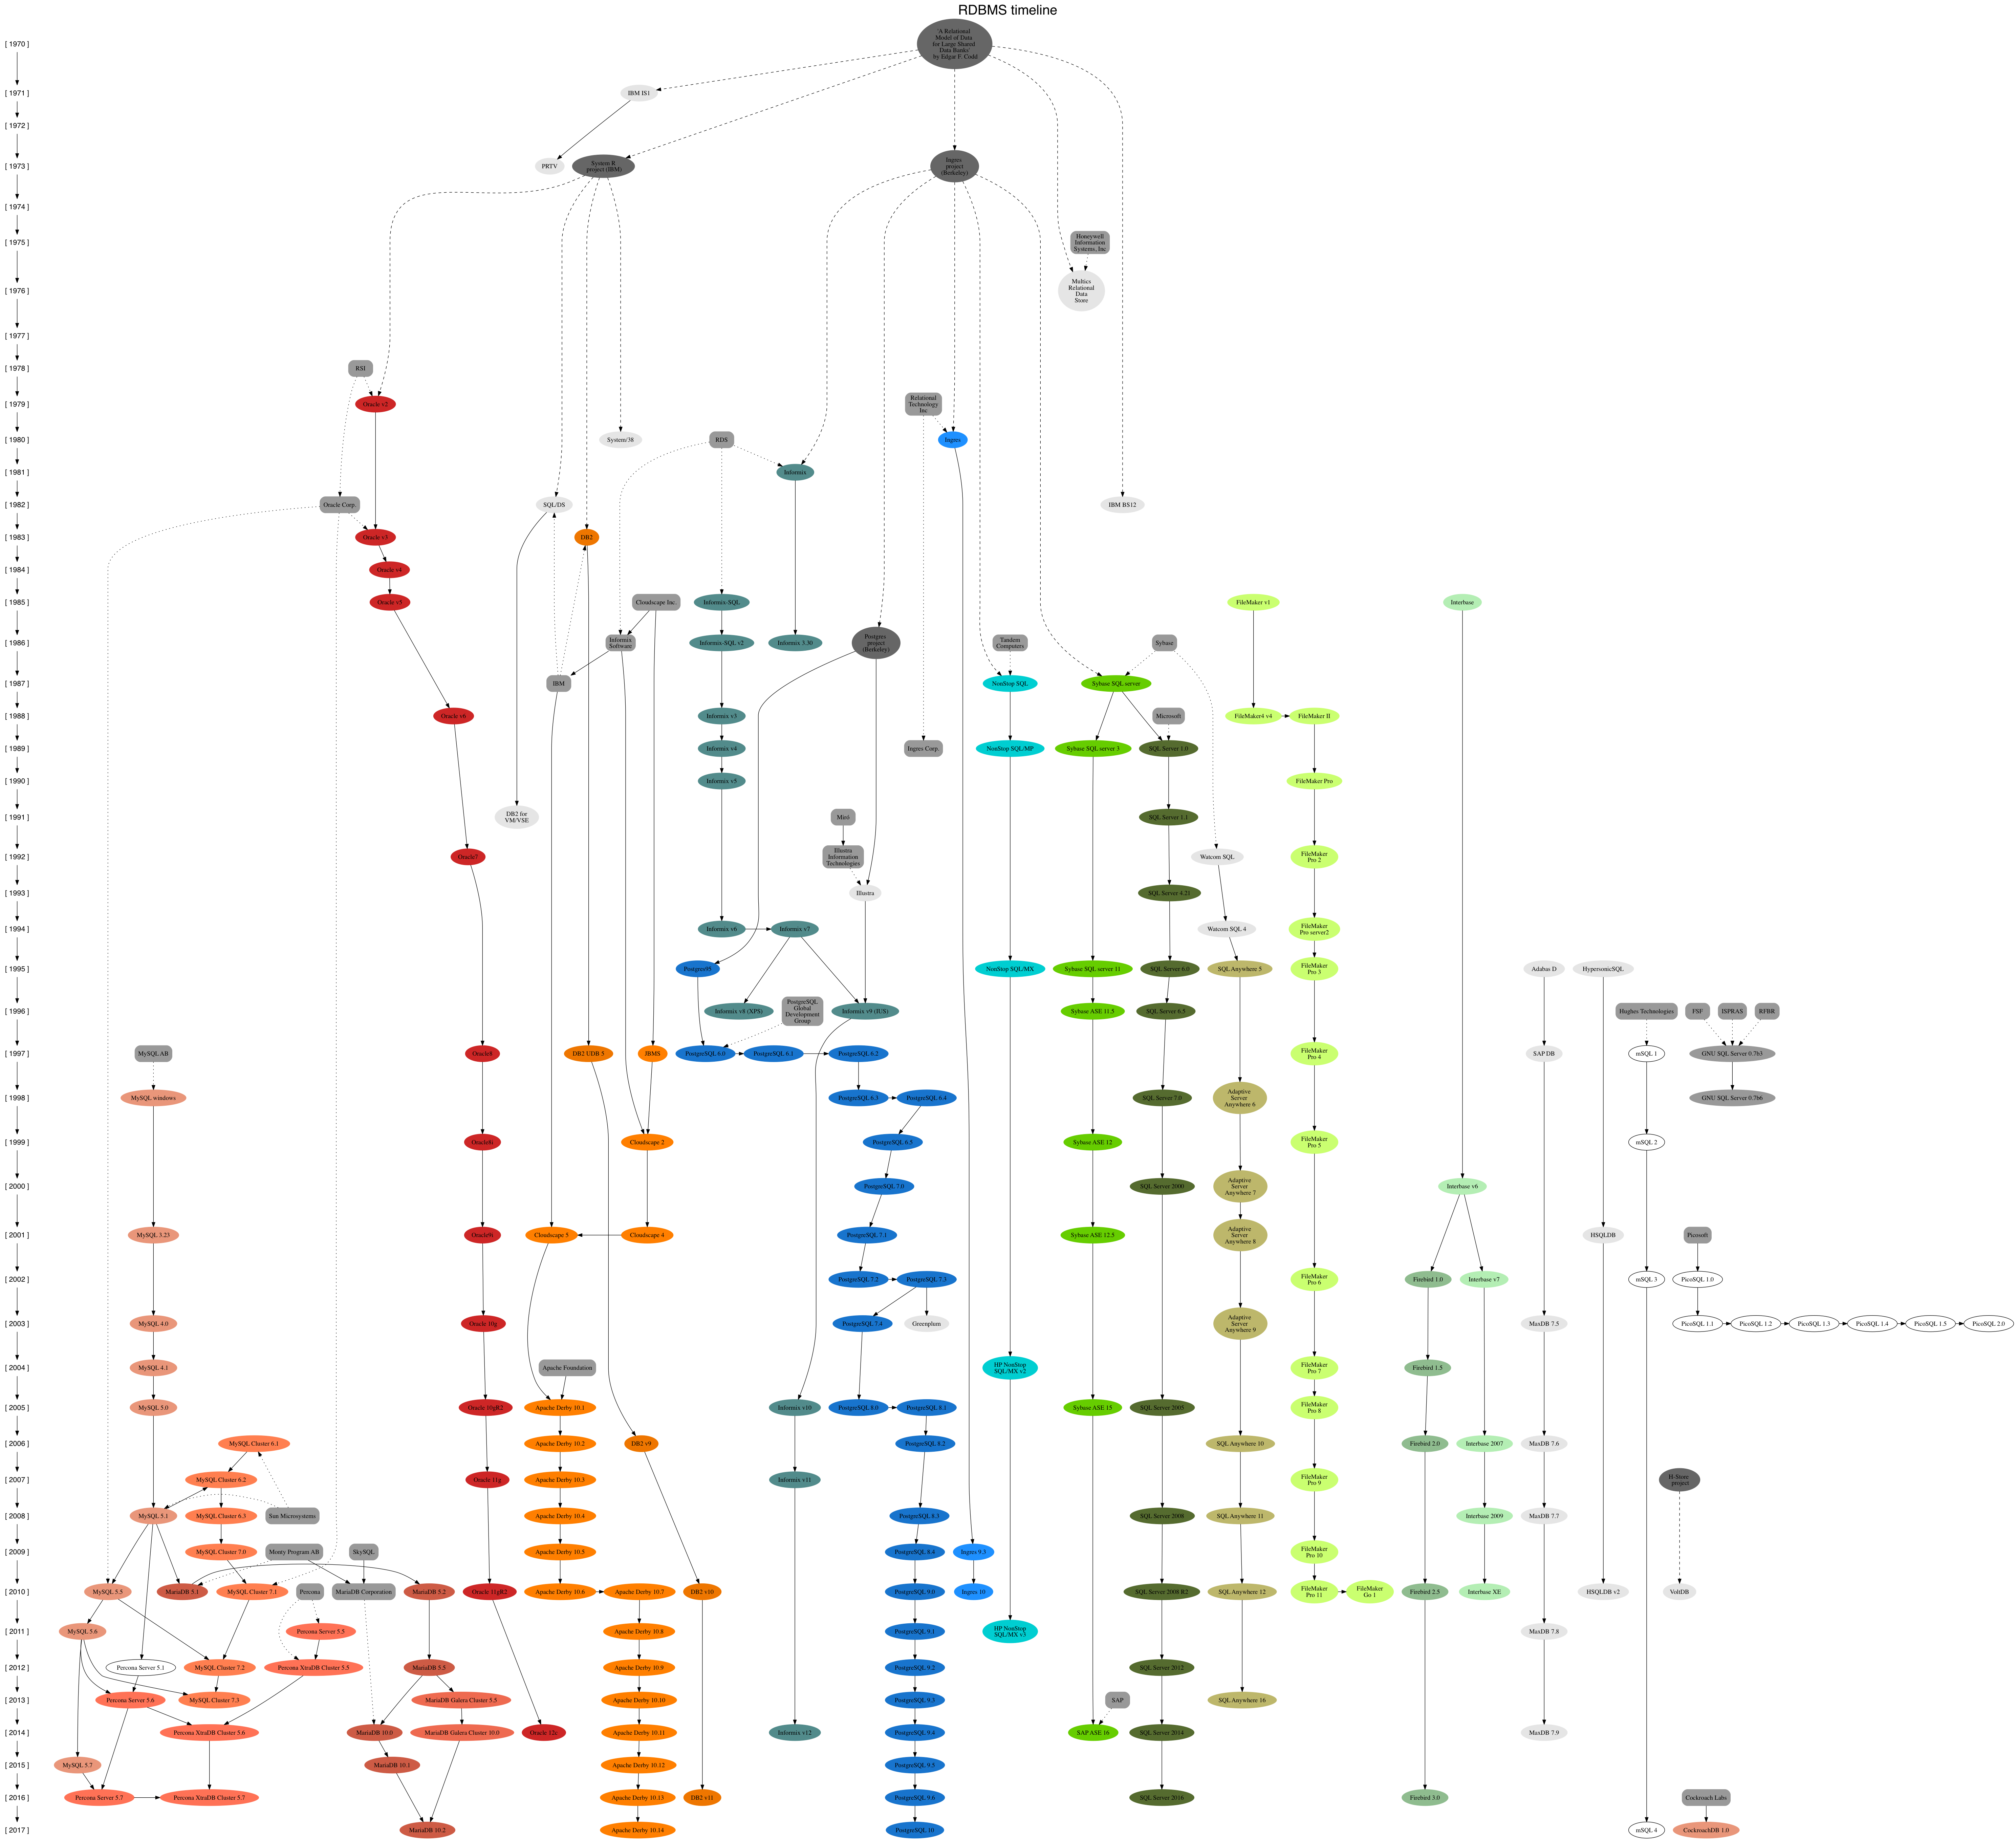 RDBMS timeline
[ 1970 ]
'A Relational
Model of Data
for Large Shared
Data Banks'
by Edgar F. Codd
[ 1971 ]
IBM IS1
[ 1972 ]
[ 1973 ]
PRTV
System R
project (IBM)
Ingres
project
(Berkeley)
[ 1974 ]
[ 1975 ]
Honeywell
Information
Systems, Inc
[ 1976 ]
Multics
Relational
Data
Store
[ 1977 ]
[ 1978 ]
RSI
[ 1979 ]
Oracle v2
Relational
Technology
Inc
[ 1980 ]
System/38
RDS
Ingres
[ 1981 ]
Informix
[ 1982 ]
Oracle Corp.
SQL/DS
IBM BS12
[ 1983 ]
Oracle v3
DB2
[ 1984 ]
Oracle v4
[ 1985 ]
Oracle v5
Cloudscape Inc.
Informix-SQL
FileMaker v1
Interbase
[ 1986 ]
Informix
Software
Informix-SQL v2
Informix 3.30
Postgres
project
(Berkeley)
Tandem
Computers
Sybase
[ 1987 ]
IBM
NonStop SQL
Sybase SQL server
[ 1988 ]
Oracle v6
Informix v3
Microsoft
FileMaker4 v4
FileMaker II
[ 1989 ]
Informix v4
Ingres Corp.
NonStop SQL/MP
Sybase SQL server 3
SQL Server 1.0
[ 1990 ]
Informix v5
FileMaker Pro
[ 1991 ]
DB2 for
VM/VSE
Miró
SQL Server 1.1
[ 1992 ]
Oracle7
Illustra
Information
Technologies
Watcom SQL
FileMaker
Pro 2
[ 1993 ]
Illustra
SQL Server 4.21
[ 1994 ]
Informix v6
Informix v7
Watcom SQL 4
FileMaker
Pro server2
[ 1995 ]
Postgres95
NonStop SQL/MX
Sybase SQL server 11
SQL Server 6.0
SQL Anywhere 5
FileMaker
Pro 3
Adabas D
HypersonicSQL
[ 1996 ]
Informix v8 (XPS)
PostgreSQL
Global
Development
Group
Informix v9 (IUS)
Sybase ASE 11.5
SQL Server 6.5
Hughes Technologies
FSF
ISPRAS
RFBR
[ 1997 ]
MySQL AB
Oracle8
DB2 UDB 5
IBMS
PostgreSQL 6.0
PostgreSQL 6.1
PostgreSQL 6.2
FileMaker
Pro 4
SAP DB
mSQL 1
GNU SQL Server 0.7b3
[ 1998 ]
MySQL windows
PostgreSQL 6.3
PostgreSQL 6.4
SQL Server 7.0
Adaptive
Server
Anywhere 6
GNU SQL Server 0.7b6
[ 1999 ]
Oracle8i
Cloudscape 2
PostgreSQL 6.5
Sybase ASE 12
FileMaker
Pro 5
mSQL 2
[ 2000 ]
PostgreSQL 7.0
SQL Server 2000
Adaptive
Server
Anywhere 7
Interbase v6
[ 2001 ]
MySQL 3.23
Oracle9i
Cloudscape 5
Cloudscape 4
PostgreSQL 7.1
Sybase ASE 12.5
Adaptive
Server
Anywhere 8
HSQLDB
Picosoft
[ 2002 ]
PostgreSQL 7.2
PostgreSQL 7.3
FileMaker
Pro 6
Firebird 1.0
Interbase v7
mSQL 3
PicoSQL 1.0
[ 2003 ]
MySQL 4.0
Oracle 10g
PostgreSQL 7.4
Greenplum
Adaptive
Server
Anywhere 9
MaxDB 7.5
PicoSQL 1.1
PicoSQL 1.2
PicoSQL 1.3
PicoSQL 1.4
PicoSQL 1.5
PicoSQL 2.0
[ 2004 ]
MySQL 4.1
Apache Foundation
HP NonStop
SQL/MX v2
FileMaker
Pro 7
Firebird 1.5
[ 2005 ]
MySQL 5.0
Oracle 10gR2
Apache Derby 10.1
Informix v10
PostgreSQL 8.0
PostgreSQL 8.1
Sybase ASE 15
SQL Server 2005
FileMaker
Pro 8
[ 2006 ]
MySQL Cluster 6.1
Apache Derby 10.2
DB2 v9
PostgreSQL 8.2
SQL Anywhere 10
Firebird 2.0
Interbase 2007
MaxDB 7.6
[ 2007 ]
MySQL Cluster 6.2
Oracle 11g
Apache Derby 10.3
Informix v11
FileMaker
Pro 9
H-Store
project
[ 2008 ]
MySQL 5.1
MySQL Cluster 6.3
Sun Microsystems
Apache Derby 10.4
PostgreSQL 8.3
SQL Server 2008
SQL Anywhere 11
Interbase 2009
MaxDB 7.7
[ 2009 ]
MySQL Cluster 7.0
Monty Program AB
SkySQL
Apache Derby 10.5
PostgreSQL 8.4
Ingres 9.3
FileMaker
Pro 10
[ 2010 ]
MySQL 5.5
MariaDB 5.1
MySQL Cluster 7.1
Percona
MariaDB Corporation
MariaDB 5.2
Oracle 11gR2
Apache Derby 10.6
Apache Derby 10.7
DB2 v10
PostgreSQL 9.0
Ingres 10
SQL Server 2008 R2
SQL Anywhere 12
FileMaker
Pro 11
FileMaker
Go 1
Firebird 2.5
Interbase XE
HSQLDB v2
VoltDB
[ 2011 ]
MySQL 5.6
Percona Server 5.5
Apache Derby 10.8
PostgreSQL 9.1
HP NonStop
SQL/MX v3
MaxDB 7.8
[ 2012 ]
Percona Server 5.1
MySQL Cluster 7.2
Percona XtraDB Cluster 5.5
MariaDB 5.5
Apache Derby 10.9
PostgreSQL 9.2
SQL Server 2012
[ 2013 ]
Percona Server 5.6
MySQL Cluster 7.3
MariaDB Galera Cluster 5.5
Apache Derby 10.10
PostgreSQL 9.3
SAP
SQL Anywhere 16
[ 2014 ]
Percona XtraDB Cluster 5.6
MariaDB 10.0
MariaDB Galera Cluster 10.0
Oracle 12c
Apache Derby 10.11
Informix v12
PostgreSQL 9.4
SAP ASE 16
SQL Server 2014
MaxDB 7.9
[ 2015 ]
MySQL 5.7
MariaDB 10.1
Apache Derby 10.12
PostgreSQL 9.5
[ 2016 ]
Percona Server 5.7
Percona XtraDB Cluster 5.7
Apache Derby 10.13
DB2 v11
PostgreSQL 9.6
SQL Server 2016
Firebird 3.0
Cockroach Labs
[ 2017 ]
MariaDB 10.2
Apache Derby 10.14
PostgreSQL 10
mSQL 4
CockroachDB 1.0